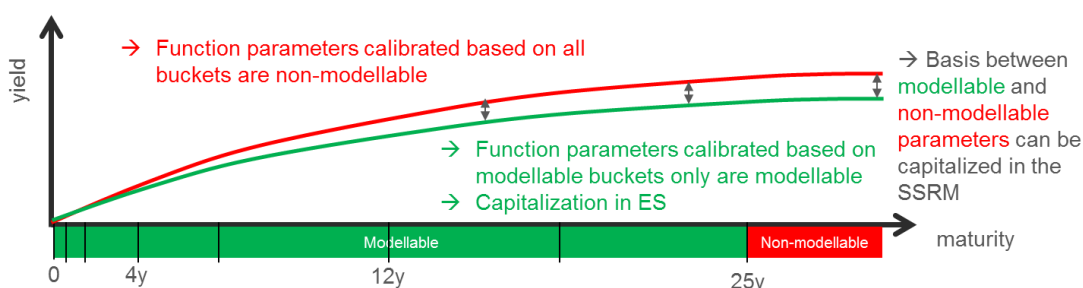 → Function parameters calibrated based on all
buckets are non-modellable
→ Basis between
modellable and
non-modellable
parameters can be
capitalized in the
SSRM
yield
→ Function parameters calibrated based on
modellable buckets only are modellable
→ Capitalization in ES
Modellable
Non-modellable
maturity
0
4y
12y
25y